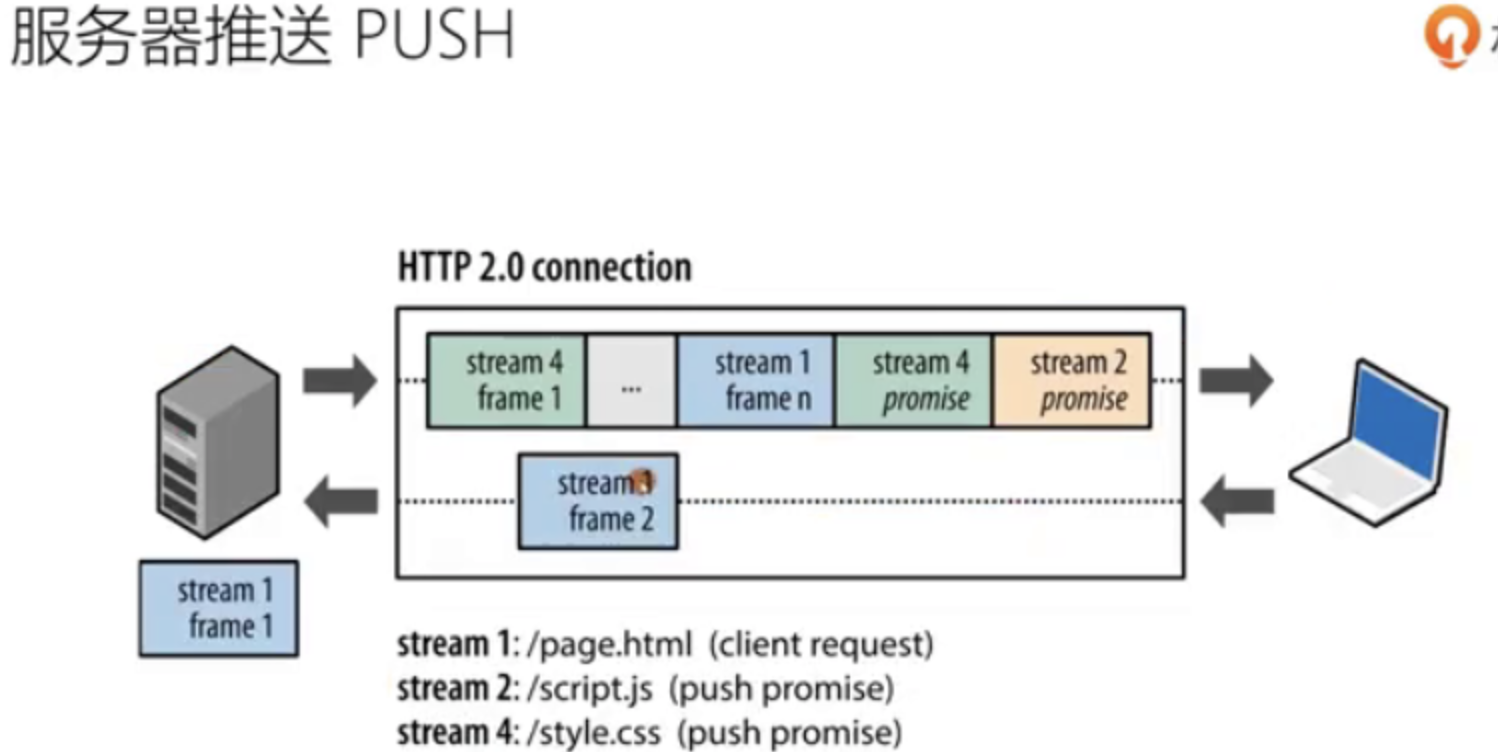 服务器推送 PUSH
HTTP 2.0 connection
stream 4
frame 1
...
stream 1
frame n
stream 4
promise
stream 2
promise
stream
frame 2
stream 1
frame 1
stream 1: /page.html (client request)
stream 2: /script.js (push promise)
stream 4: /style.css (push promise)